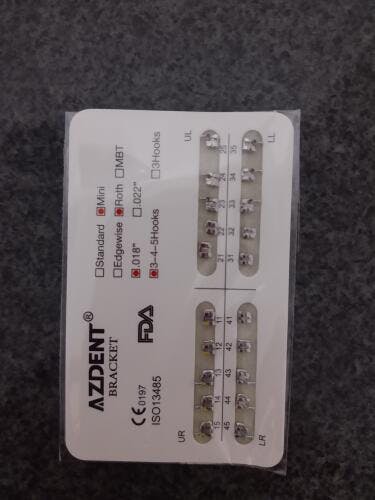 AZDENT®
BRACKET
CE 0197
ISO13485
FDA
Standard Mini
Edgewise Roth MBT
.018" .022"
3-4-5Hooks 3Hooks
UR UL
15 14 13 12 11 21 22 23 24 25
45 44 43 42 41 31 32 33 34 35
LR LL